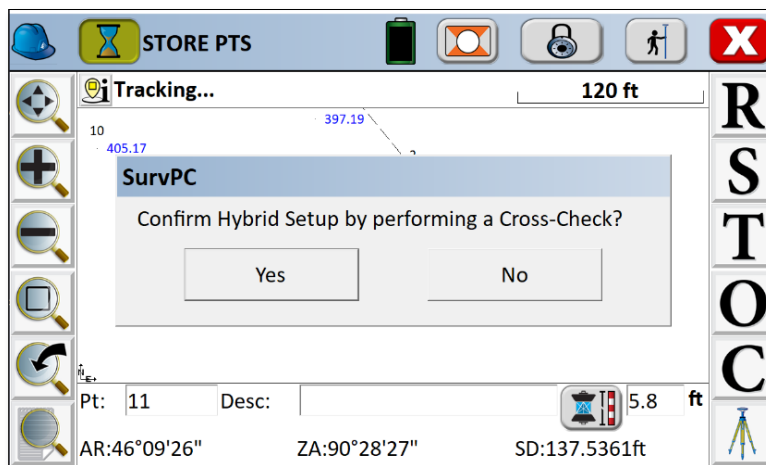 STORE PTS
Tracking...
120 ft
R
397.19
10
405.17
2
SurvPC
S
Confirm Hybrid Setup by performing a Cross-Check?
T
Yes
No
O
N
E
C
Pt: 11 Desc: 5.8 ft
AR:46°09'26" ZA:90°28'27" SD:137.5361ft